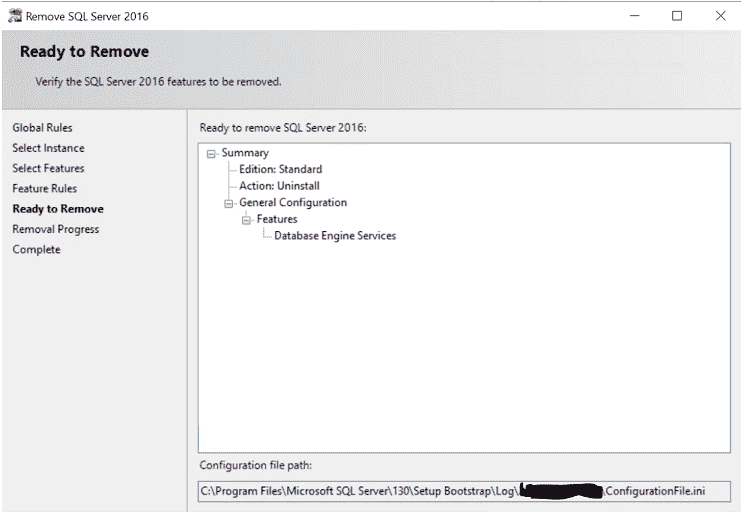 Remove SQL Server 2016
Ready to Remove
Verify the SQL Server 2016 features to be removed.
Global Rules
Select Instance
Select Features
Feature Rules
Ready to Remove
Removal Progress
Complete
Ready to remove SQL Server 2016:
Summary
Edition: Standard
Action: Uninstall
General Configuration
Features
Database Engine Services
Configuration file path:
C:\Program Files\Microsoft SQL Server\130\Setup Bootstrap\Log\ \ConfigurationFile.ini